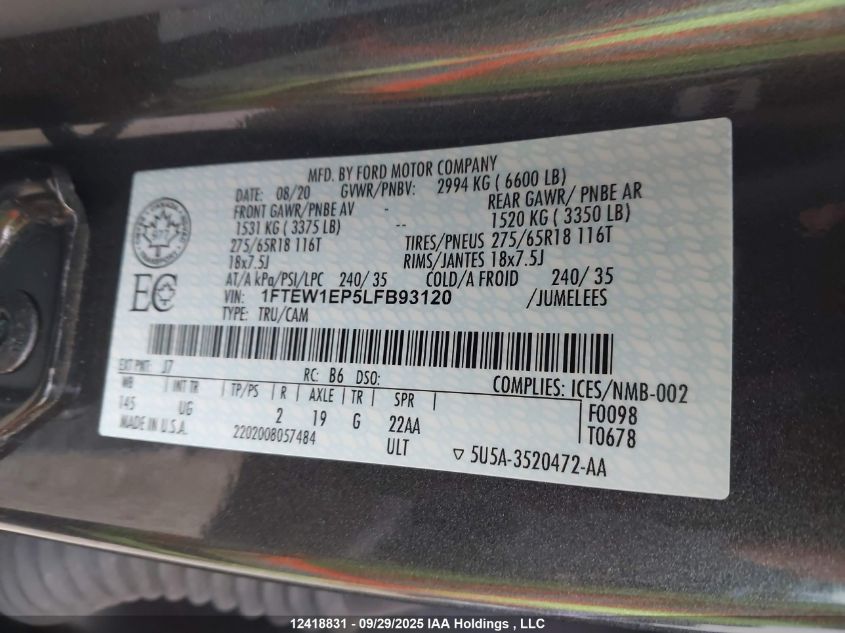 MFD. BY FORD MOTOR COMPANY
DATE: 08/20 GVWR/PNBV: 2994 KG ( 6600 LB)
FRONT GAWR/PNBE AV - REAR GAWR/ PNBE AR
1531 KG ( 3375 LB) -- 1520 KG ( 3350 LB)
275/65R18 116T TIRES/PNEUS 275/65R18 116T
18x7.5J RIMS/JANTES 18x7.5J
AT/A kPa/PSI/LPC 240/ 35 COLD/A FROID 240/ 35
VIN: 1FTEW1EP5LFB93120 /JUMELEES
TYPE: TRU/CAM
EC
EXT PNT: J7 RC: B6 DSO: COMPLIES: ICES/NMB-002
WB INT TR TP/PS R AXLE TR SPR F0098
145 UG 2 19 G 22AA T0678
MADE IN U.S.A. 2202008057484 ULT ▽ 5U5A-3520472-AA
12418831 - 09/29/2025 IAA Holdings , LLC